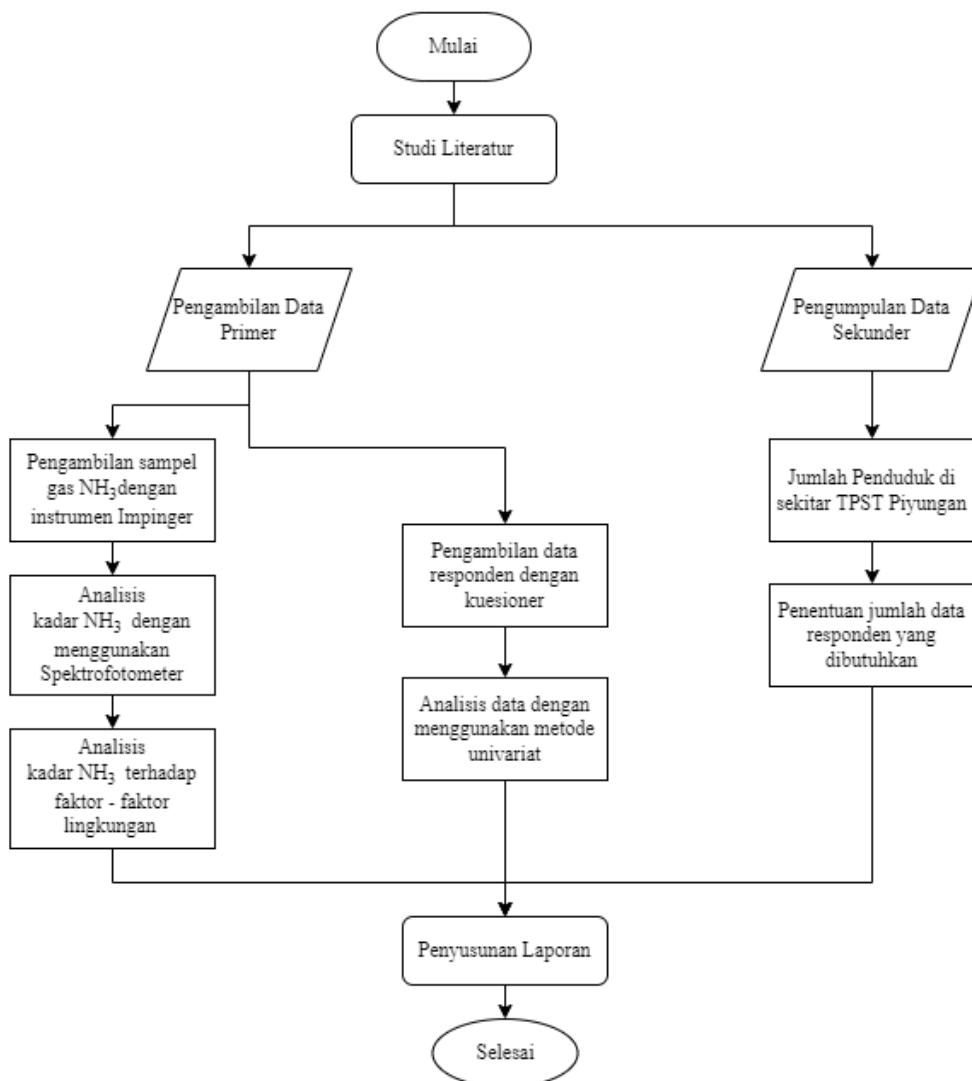 Mulai
Studi Literatur
Pengambilan Data
Primer
Pengumpulan Data
Sekunder
Pengambilan sampel
gas NH₃dengan
instrumen Impinger
Jumlah Penduduk di
sekitar TPST Piyungan
Pengambilan data
responden dengan
kuesioner
Analisis
kadar NH₃ dengan
menggunakan
Spektrofotometer
Penentuan jumlah data
responden yang
dibutuhkan
Analisis data dengan
menggunakan metode
univariat
Analisis
kadar NH₃ terhadap
faktor - faktor
lingkungan
Penyusunan Laporan
Selesai